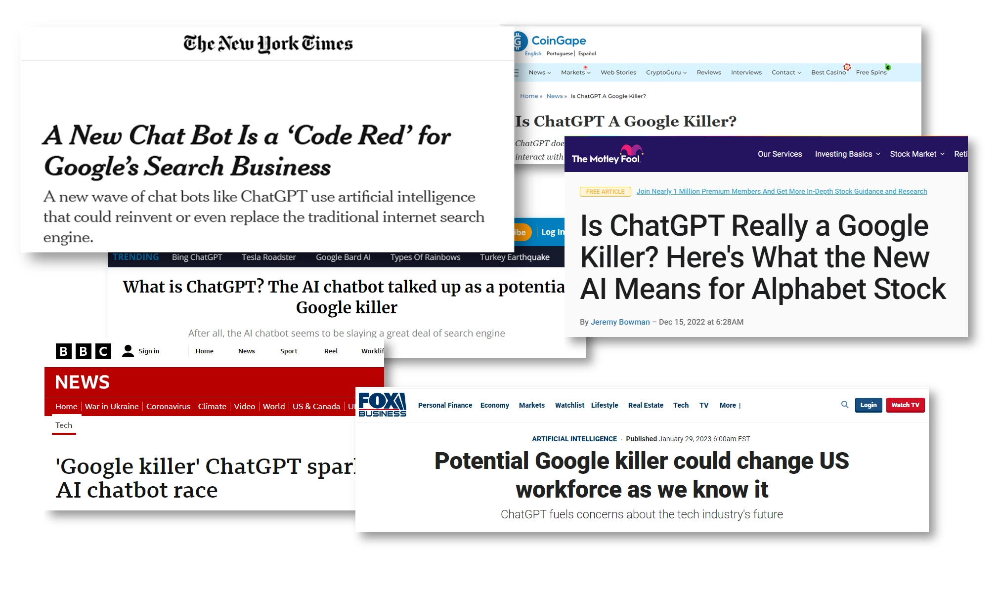 The New York Times
A New Chat Bot Is a ‘Code Red’ for
Google’s Search Business
A new wave of chat bots like ChatGPT use artificial intelligence
that could reinvent or even replace the traditional internet search
engine.
CoinGape
English | Portuguese | Español
News Markets Web Stories CryptoGuru Reviews Interviews Contact Best Casino Free Spins
Home » News » Is ChatGPT A Google Killer?
Is ChatGPT A Google Killer?
ChatGPT
interact with
The Motley Fool
Our Services Investing Basics Stock Market
FREE ARTICLE Join Nearly 1 Million Premium Members And Get More In-Depth Stock Guidance and Research
Is ChatGPT Really a Google
Killer? Here's What the New
AI Means for Alphabet Stock
By Jeremy Bowman – Dec 15, 2022 at 6:28AM
Log In
TRENDING Bing ChatGPT Tesla Roadster Google Bard AI Types Of Rainbows Turkey Earthquake
What is ChatGPT? The AI chatbot talked up as a potentia
Google killer
After all, the AI chatbot seems to be slaying a great deal of search engine
BBC Sign in Home News Sport Reel Worklif
NEWS
Home War in Ukraine Coronavirus Climate Video World US & Canada
Tech
'Google killer' ChatGPT spar
AI chatbot race
FOX BUSINESS
Personal Finance Economy Markets Watchlist Lifestyle Real Estate Tech TV More Login Watch TV
ARTIFICIAL INTELLIGENCE · Published January 29, 2023 6:00am EST
Potential Google killer could change US
workforce as we know it
ChatGPT fuels concerns about the tech industry's future